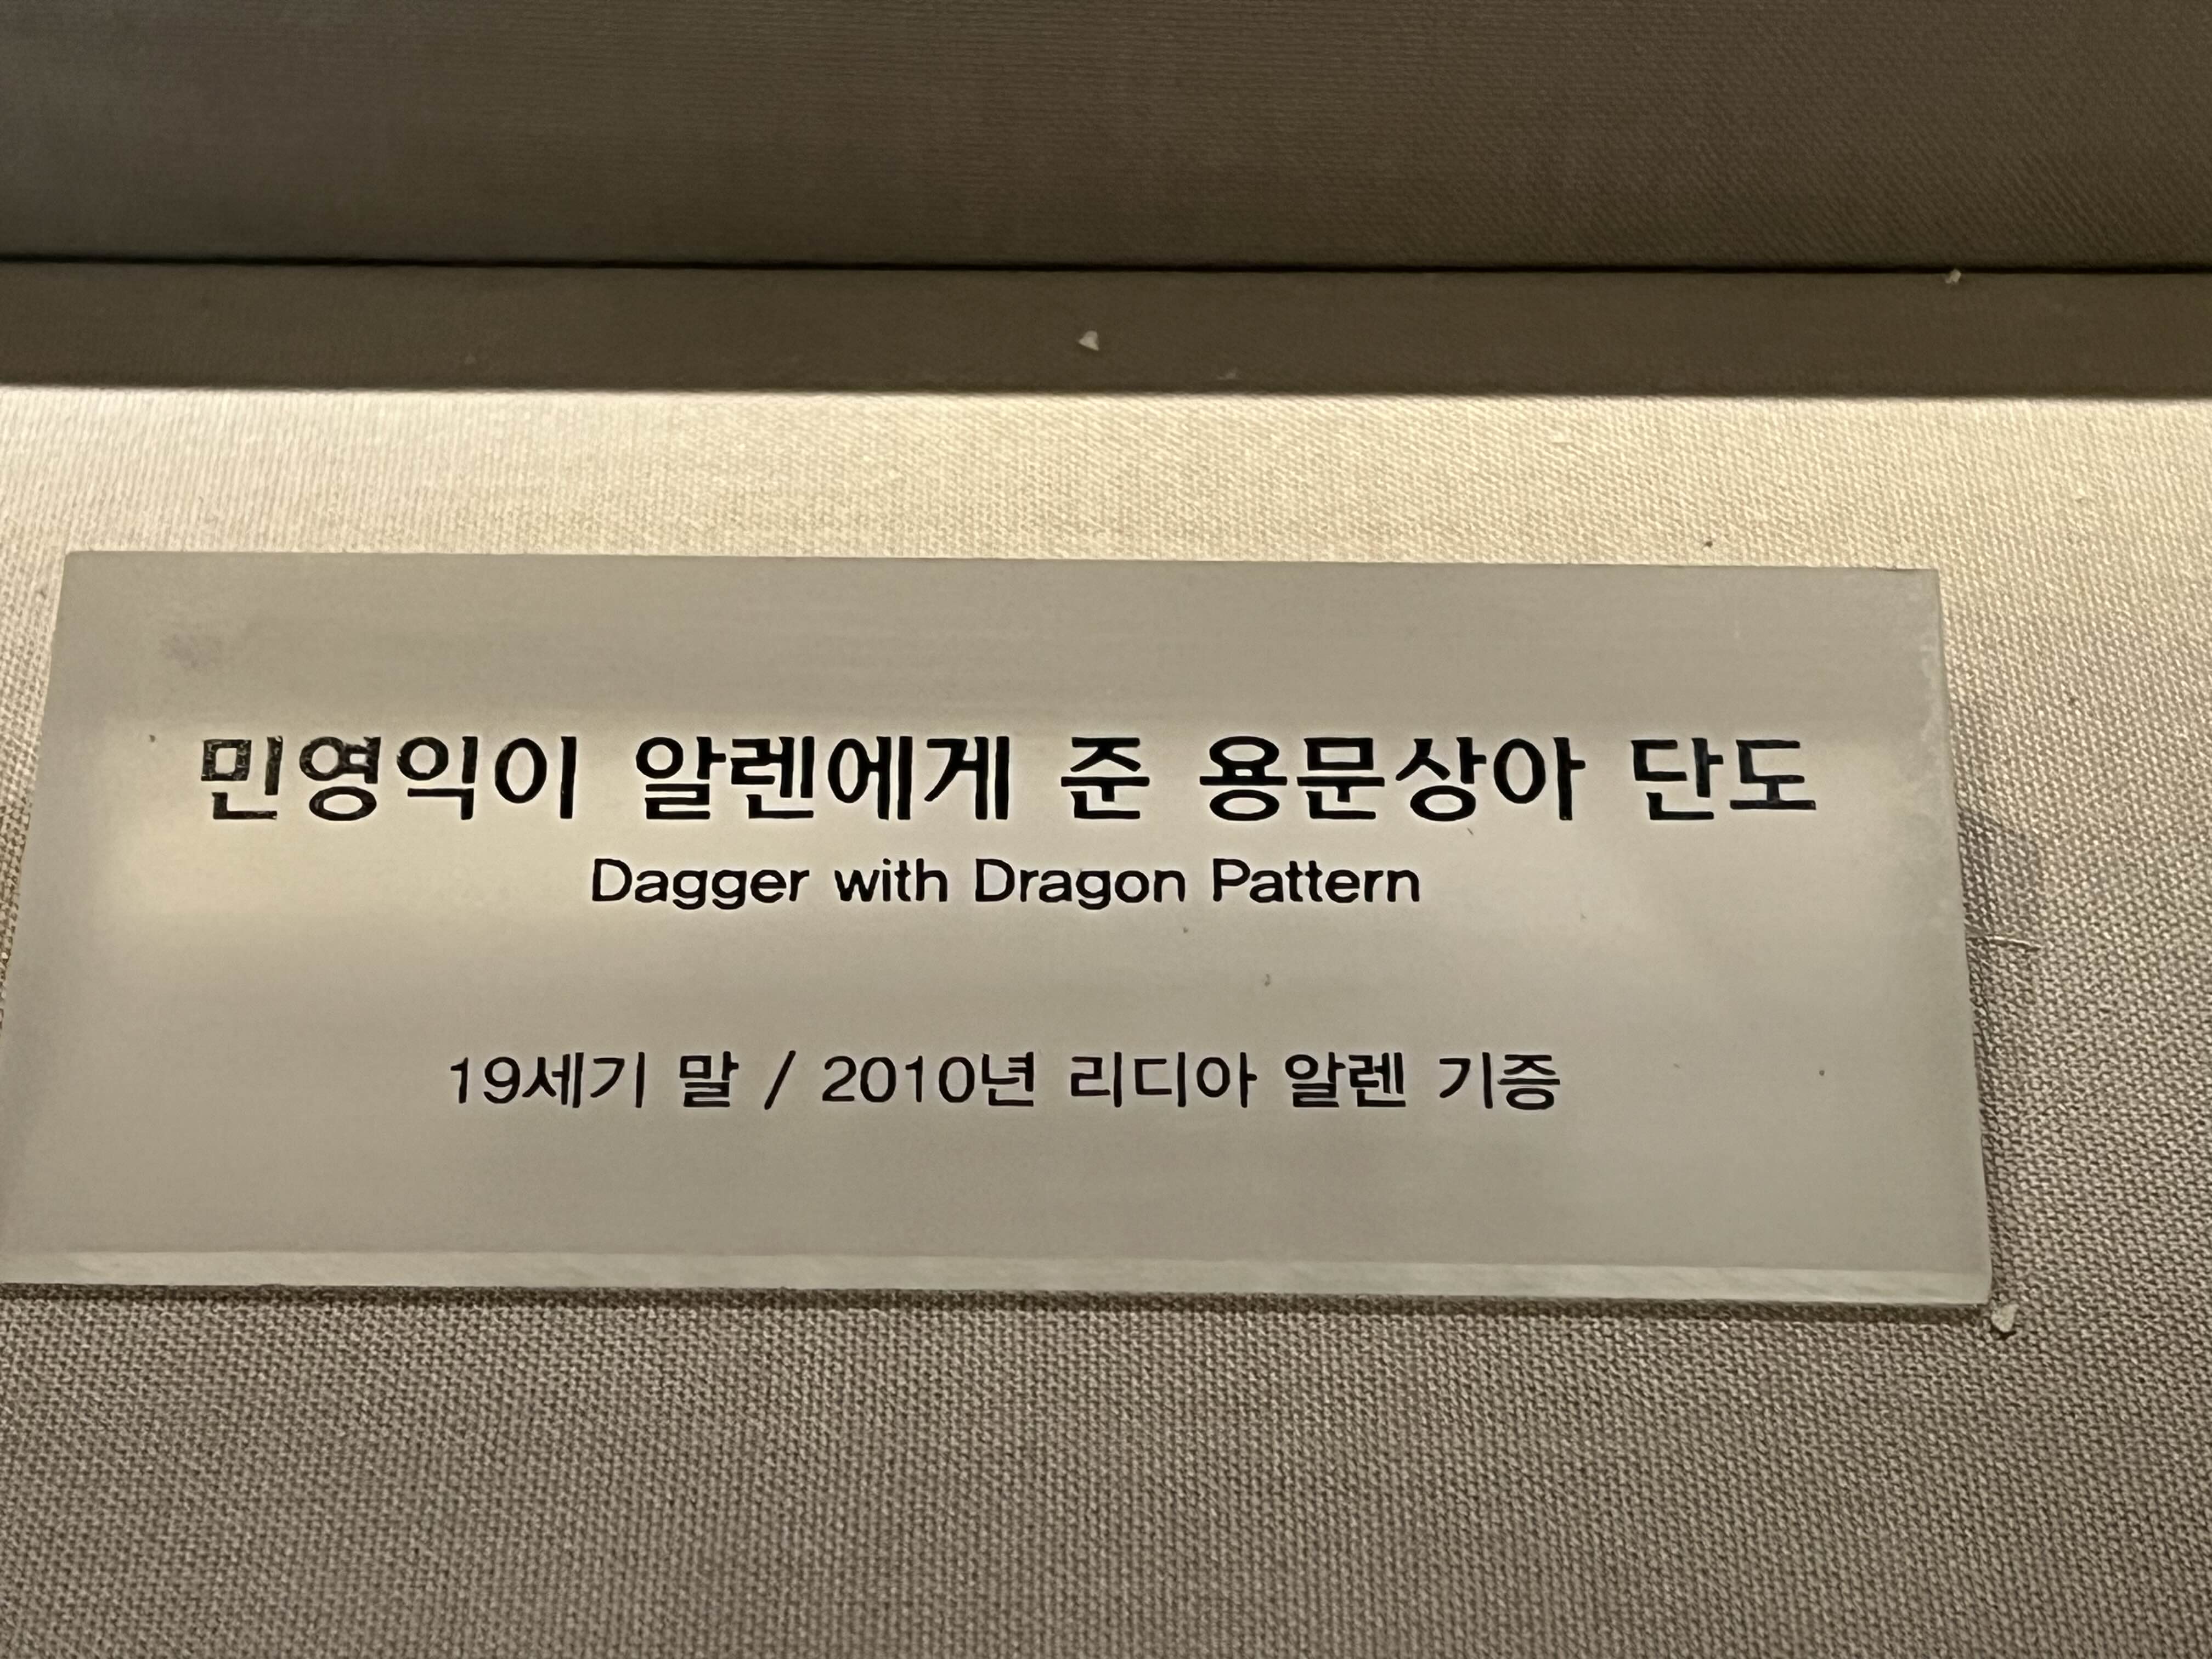 민영익이 알렌에게 준 용문상아 단도
Dagger with Dragon Pattern
19세기 말 / 2010년 리디아 알렌 기증